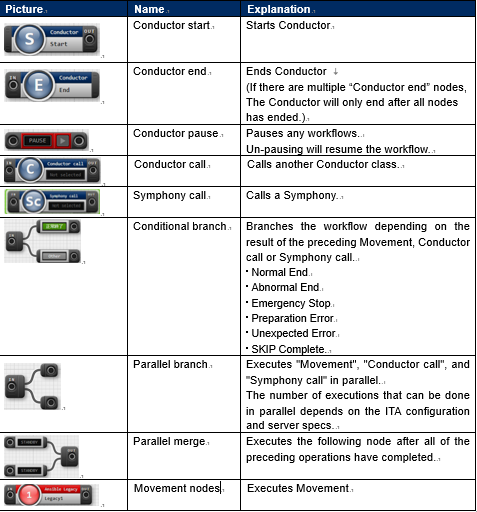 Picture Name Explanation
S Conductor Start OUT
Conductor start
Starts Conductor.
IN E Conductor End
Conductor end
Ends Conductor ↓
(If there are multiple “Conductor end” nodes,
The Conductor will only end after all nodes
has ended.)
PAUSE
Conductor pause
Pauses any workflows.
Un-pausing will resume the workflow.
IN C Conductor call Not selected OUT
Conductor call
Calls another Conductor class.
Sc Symphony call Not selected
Symphony call
Calls a Symphony.
IN Other
Conditional branch
Branches the workflow depending on the
result of the preceding Movement, Conductor
call or Symphony call.
・Normal End
・Abnormal End
・Emergency Stop
・Preparation Error
・Unexpected Error
・SKIP Complete.
IN
Parallel branch
Executes "Movement", "Conductor call", and
"Symphony call" in parallel.
The number of executions that can be done
in parallel depends on the ITA configuration
and server specs.
STANDBY
STANDBY
OUT
Parallel merge
Executes the following node after all of the
preceding operations have completed.
1 Ansible Legacy Legacy1
Movement nodes
Executes Movement